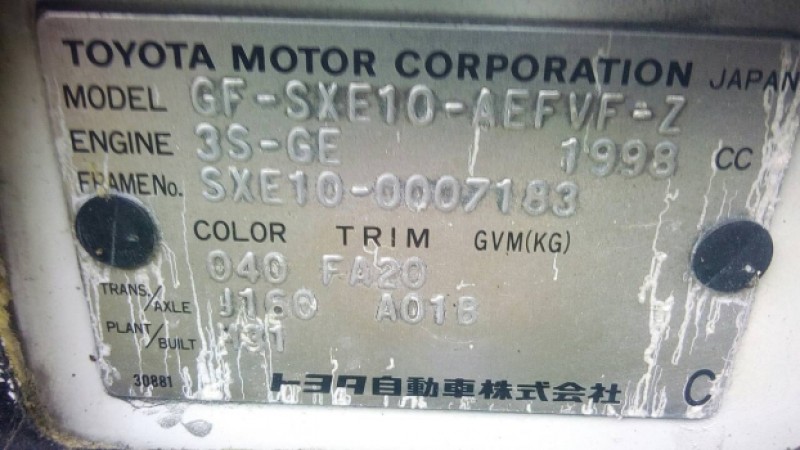 TOYOTA MOTOR CORPORATION JAPAN
MODEL GF-SXE10-AEFVF-Z
ENGINE 3S-GE 1998 CC
FRAME No. SXE10-0007183
COLOR TRIM GVM(KG)
040 FA20
TRANS./AXLE J160 A01B
PLANT/BUILT
30881 トヨタ自動車株式会社 C